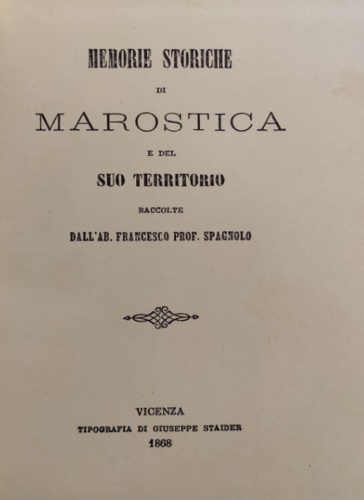 MEMORIE STORICHE
DI
MAROSTICA
E DEL
SUO TERRITORIO
RACCOLTE
DALL'AB. FRANCESCO PROF. SPAGNOLO
VICENZA
TIPOGRAFIA DI GIUSEPPE STAIDER
1868